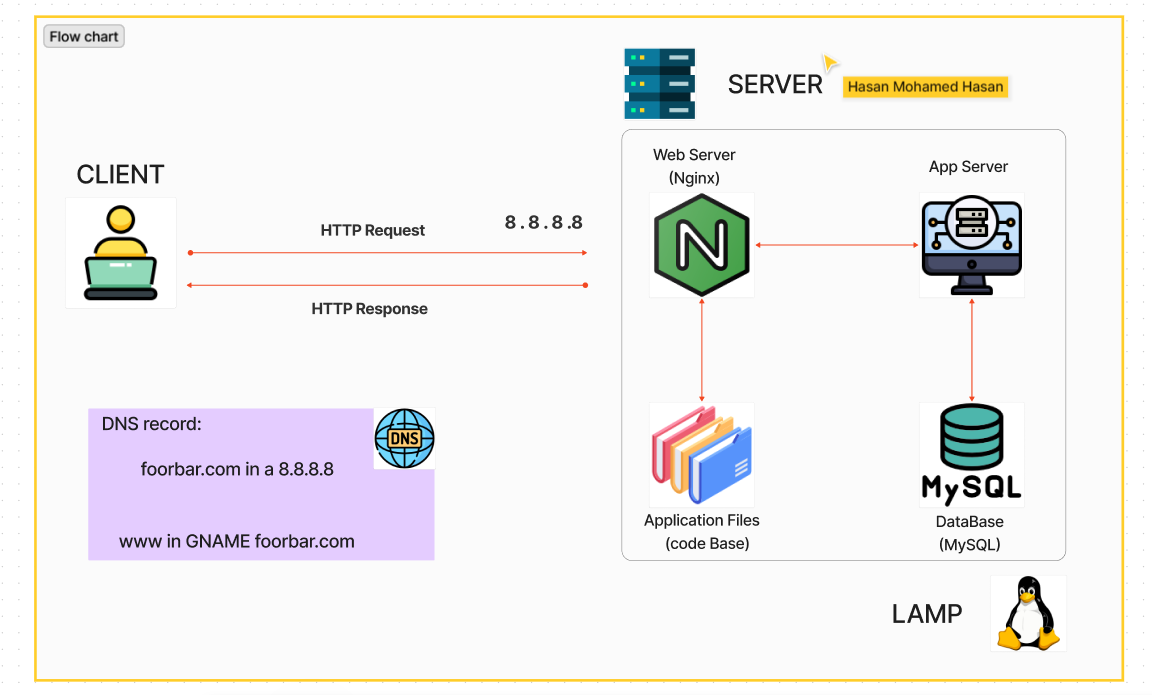 Flow chart
SERVER
Hasan Mohamed Hasan
CLIENT
HTTP Request
8.8.8.8
HTTP Response
Web Server
(Nginx)
App Server
N
DNS record:
DNS
foorbar.com in a 8.8.8.8
www in GNAME foorbar.com
MySQL
Application Files
(code Base)
DataBase
(MySQL)
LAMP